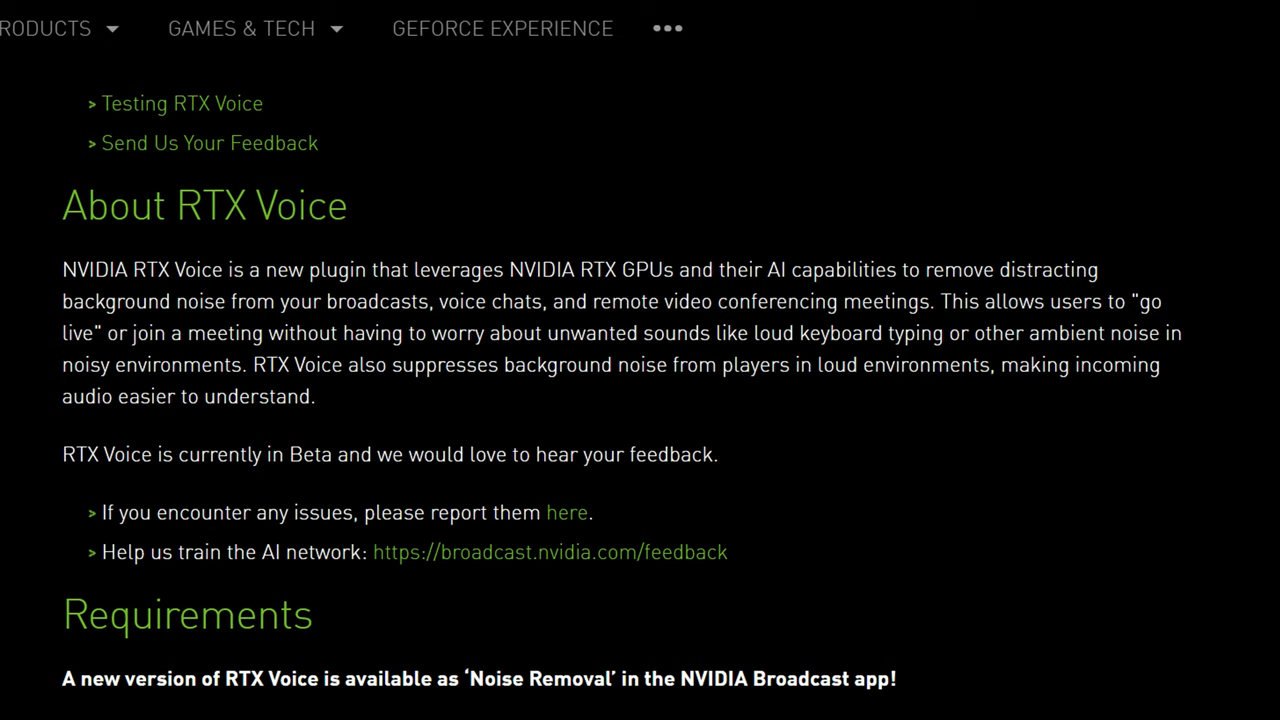 RODUCTS GAMES & TECH GEFORCE EXPERIENCE •••
> Testing RTX Voice
> Send Us Your Feedback
About RTX Voice
NVIDIA RTX Voice is a new plugin that leverages NVIDIA RTX GPUs and their AI capabilities to remove distracting
background noise from your broadcasts, voice chats, and remote video conferencing meetings. This allows users to "go
live" or join a meeting without having to worry about unwanted sounds like loud keyboard typing or other ambient noise in
noisy environments. RTX Voice also suppresses background noise from players in loud environments, making incoming
audio easier to understand.
RTX Voice is currently in Beta and we would love to hear your feedback.
> If you encounter any issues, please report them here.
> Help us train the AI network: https://broadcast.nvidia.com/feedback
Requirements
A new version of RTX Voice is available as ‘Noise Removal’ in the NVIDIA Broadcast app!